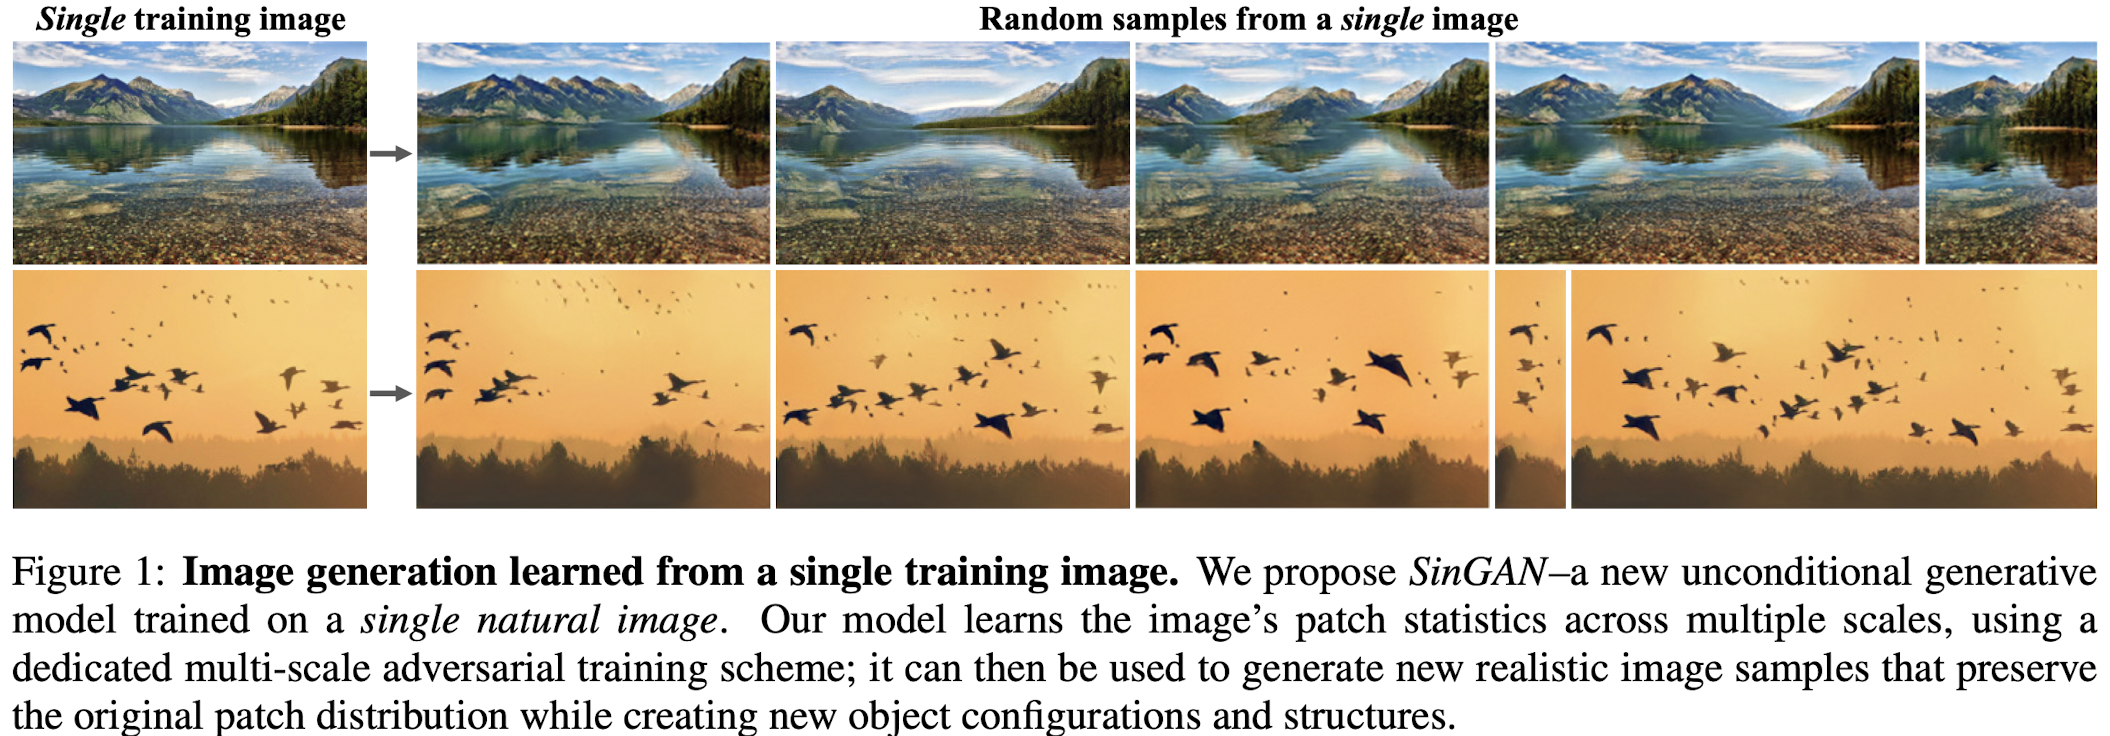 Single training image
Random samples from a single image
Figure 1: Image generation learned from a single training image. We propose SinGAN–a new unconditional generative
model trained on a single natural image. Our model learns the image's patch statistics across multiple scales, using a
dedicated multi-scale adversarial training scheme; it can then be used to generate new realistic image samples that preserve
the original patch distribution while creating new object configurations and structures.